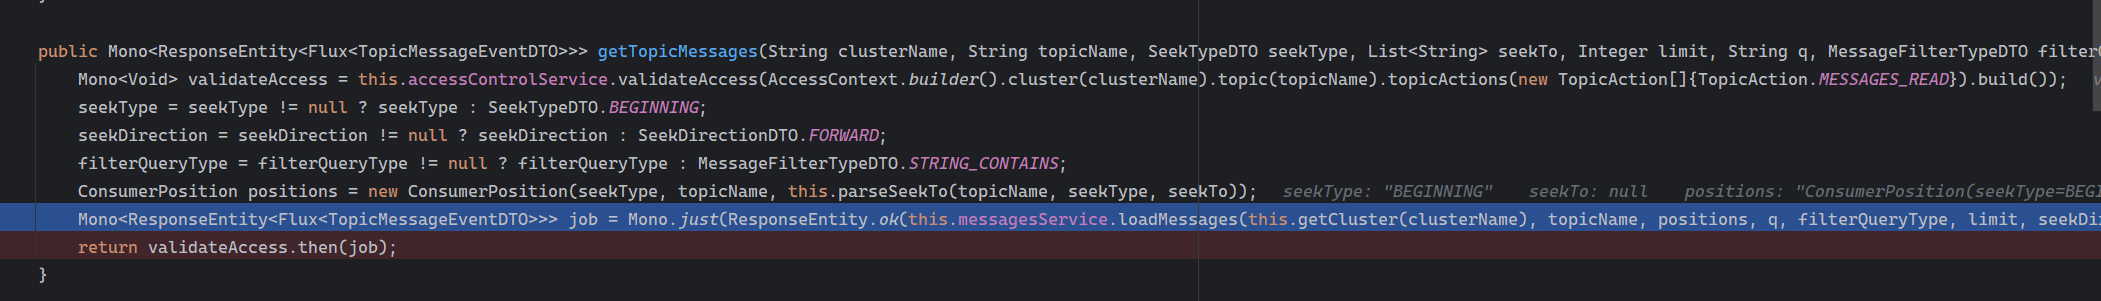 public Mono<ResponseEntity<Flux<TopicMessageEventDTO>>> getTopicMessages(String clusterName, String topicName, SeekTypeDTO seekType, List<String> seekTo, Integer limit, String q, MessageFilterTypeDTO filterQ
Mono<Void> validateAccess = this.accessControlService.validateAccess(AccessContext.builder().cluster(clusterName).topic(topicName).topicActions(new TopicAction[]{TopicAction.MESSAGES_READ}).build()); v
seekType = seekType != null ? seekType : SeekTypeDTO.BEGINNING;
seekDirection = seekDirection != null ? seekDirection : SeekDirectionDTO.FORWARD;
filterQueryType = filterQueryType != null ? filterQueryType : MessageFilterTypeDTO.STRING_CONTAINS;
ConsumerPosition positions = new ConsumerPosition(seekType, topicName, this.parseSeekTo(topicName, seekType, seekTo)); seekType: "BEGINNING" seekTo: null positions: "ConsumerPosition(seekType=BEGI
Mono<ResponseEntity<Flux<TopicMessageEventDTO>>> job = Mono.just(ResponseEntity.ok(this.messagesService.loadMessages(this.getCluster(clusterName), topicName, positions, q, filterQueryType, limit, seekDi
return validateAccess.then(job);
}